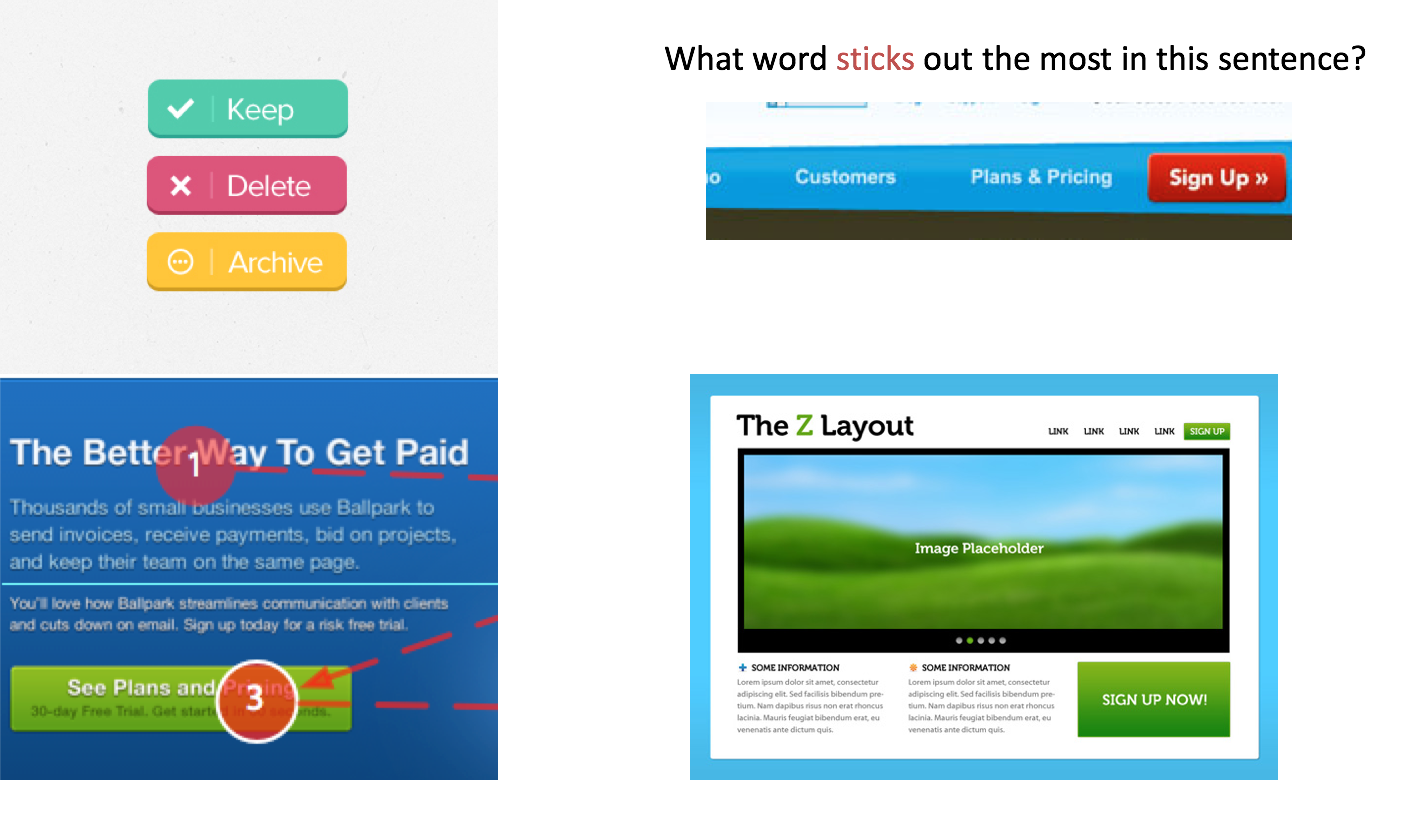 Keep
Delete
Archive
What word sticks out the most in this sentence?
Customers
Plans & Pricing
Sign Up »
The Better Way To Get Paid
1
Thousands of small businesses use Ballpark to
send invoices, receive payments, bid on projects,
and keep their team on the same page.
You'll love how Ballpark streamlines communication with clients
and cuts down on email. Sign up today for a risk free trial.
See Plans and Pricing
3
30-day Free Trial. Get started in seconds.
The Z Layout
LINK LINK LINK LINK SIGN UP
Image Placeholder
SOME INFORMATION
Lorem ipsum dolor sit amet, consectetur
adipiscing elit. Sed facilisis bibendum pre-
tium. Nam dapibus risus non erat rhoncus
lacinia. Mauris feugiat bibendum erat, eu
venenatis ante dictum quis.
SOME INFORMATION
Lorem ipsum dolor sit amet, consectetur
adipiscing elit. Sed facilisis bibendum pre-
tium. Nam dapibus risus non erat rhoncus
lacinia. Mauris feugiat bibendum erat, eu
venenatis ante dictum quis.
SIGN UP NOW!